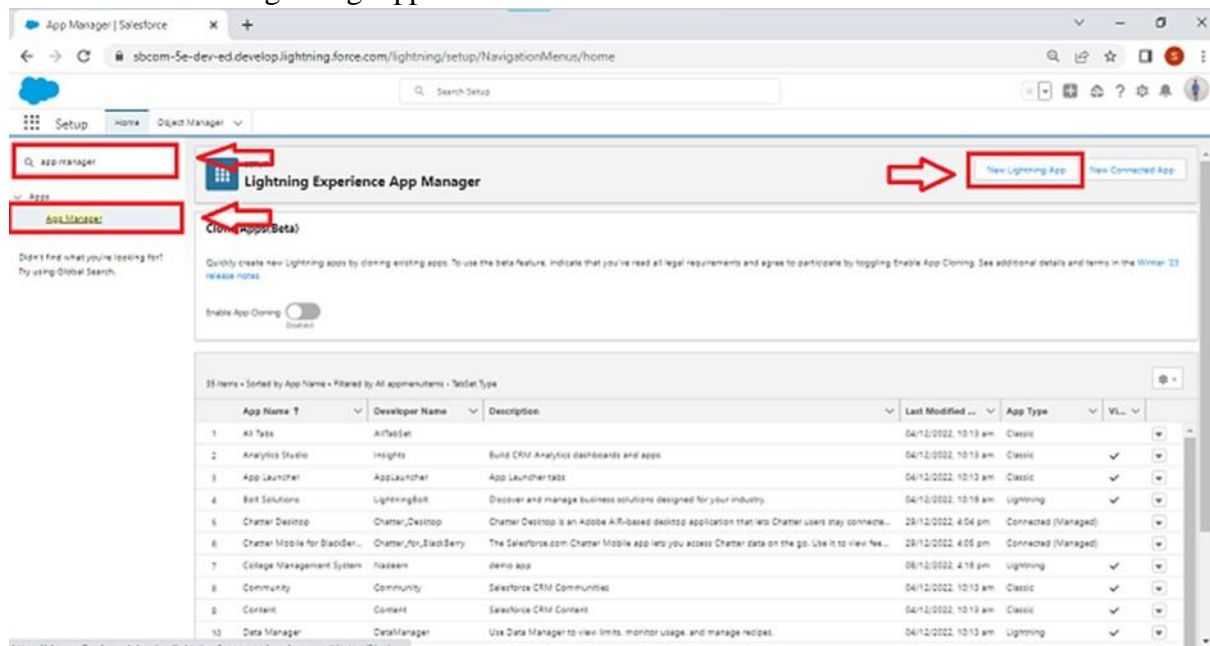 App Manager | Salesforce
sbcom-5e-dev-ed.develop.lightning.force.com/lightning/setup/NavigationMenus/home
S
Search Setup
Setup Home Object Manager
app manager
Apps
App Manager
Didn't find what you're looking for?
Try using Global Search.
SETUP
Lightning Experience App Manager
New Lightning App New Connected App
Clone Apps (Beta)
Quickly create new Lightning apps by cloning existing apps. To use the beta feature, indicate that you've read all legal requirements and agree to participate by toggling Enable App Cloning. See additional details and terms in the Winter '23
release notes.
Enable App Cloning
Disabled
35 items • Sorted by App Name • Filtered by All appmenuitems - TabSet Type
App Name ↑ Developer Name Description Last Modified ... App Type Vi...
1 All Tabs AllTabSet 04/12/2022, 10:13 am Classic
2 Analytics Studio Insights Build CRM Analytics dashboards and apps 04/12/2022, 10:13 am Classic
3 App Launcher AppLauncher App Launcher tabs 04/12/2022, 10:13 am Classic
4 Bolt Solutions LightningBolt Discover and manage business solutions designed for your industry. 04/12/2022, 10:18 am Lightning
5 Chatter Desktop Chatter_Desktop Chatter Desktop is an Adobe AIR-based desktop application that lets Chatter users stay connecte... 29/12/2022, 4:04 pm Connected (Managed)
6 Chatter Mobile for BlackBer... Chatter_for_BlackBerry The Salesforce.com Chatter Mobile app lets you access Chatter data on the go. Use it to view fee... 29/12/2022, 4:05 pm Connected (Managed)
7 College Management System Nadeem demo app 08/12/2022, 4:16 pm Lightning
8 Community Community Salesforce CRM Communities 04/12/2022, 10:13 am Classic
9 Content Content Salesforce CRM Content 04/12/2022, 10:13 am Classic
10 Data Manager DataManager Use Data Manager to view limits, monitor usage, and manage recipes. 04/12/2022, 10:13 am Lightning